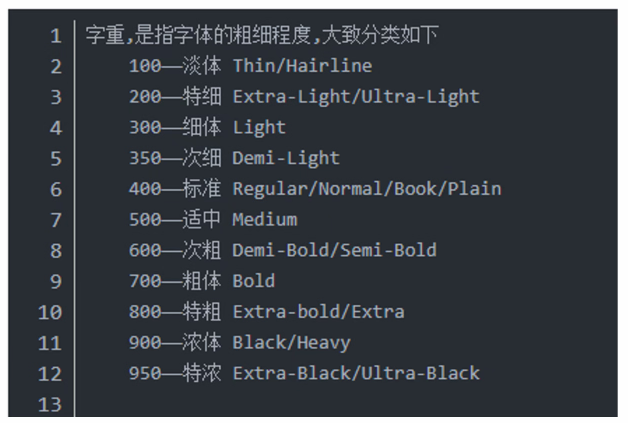 1 字重,是指字体的粗细程度,大致分类如下
2 100——淡体 Thin/Hairline
3 200——特细 Extra-Light/Ultra-Light
4 300——细体 Light
5 350——次细 Demi-Light
6 400——标准 Regular/Normal/Book/Plain
7 500——适中 Medium
8 600——次粗 Demi-Bold/Semi-Bold
9 700——粗体 Bold
10 800——特粗 Extra-bold/Extra
11 900——浓体 Black/Heavy
12 950——特浓 Extra-Black/Ultra-Black
13